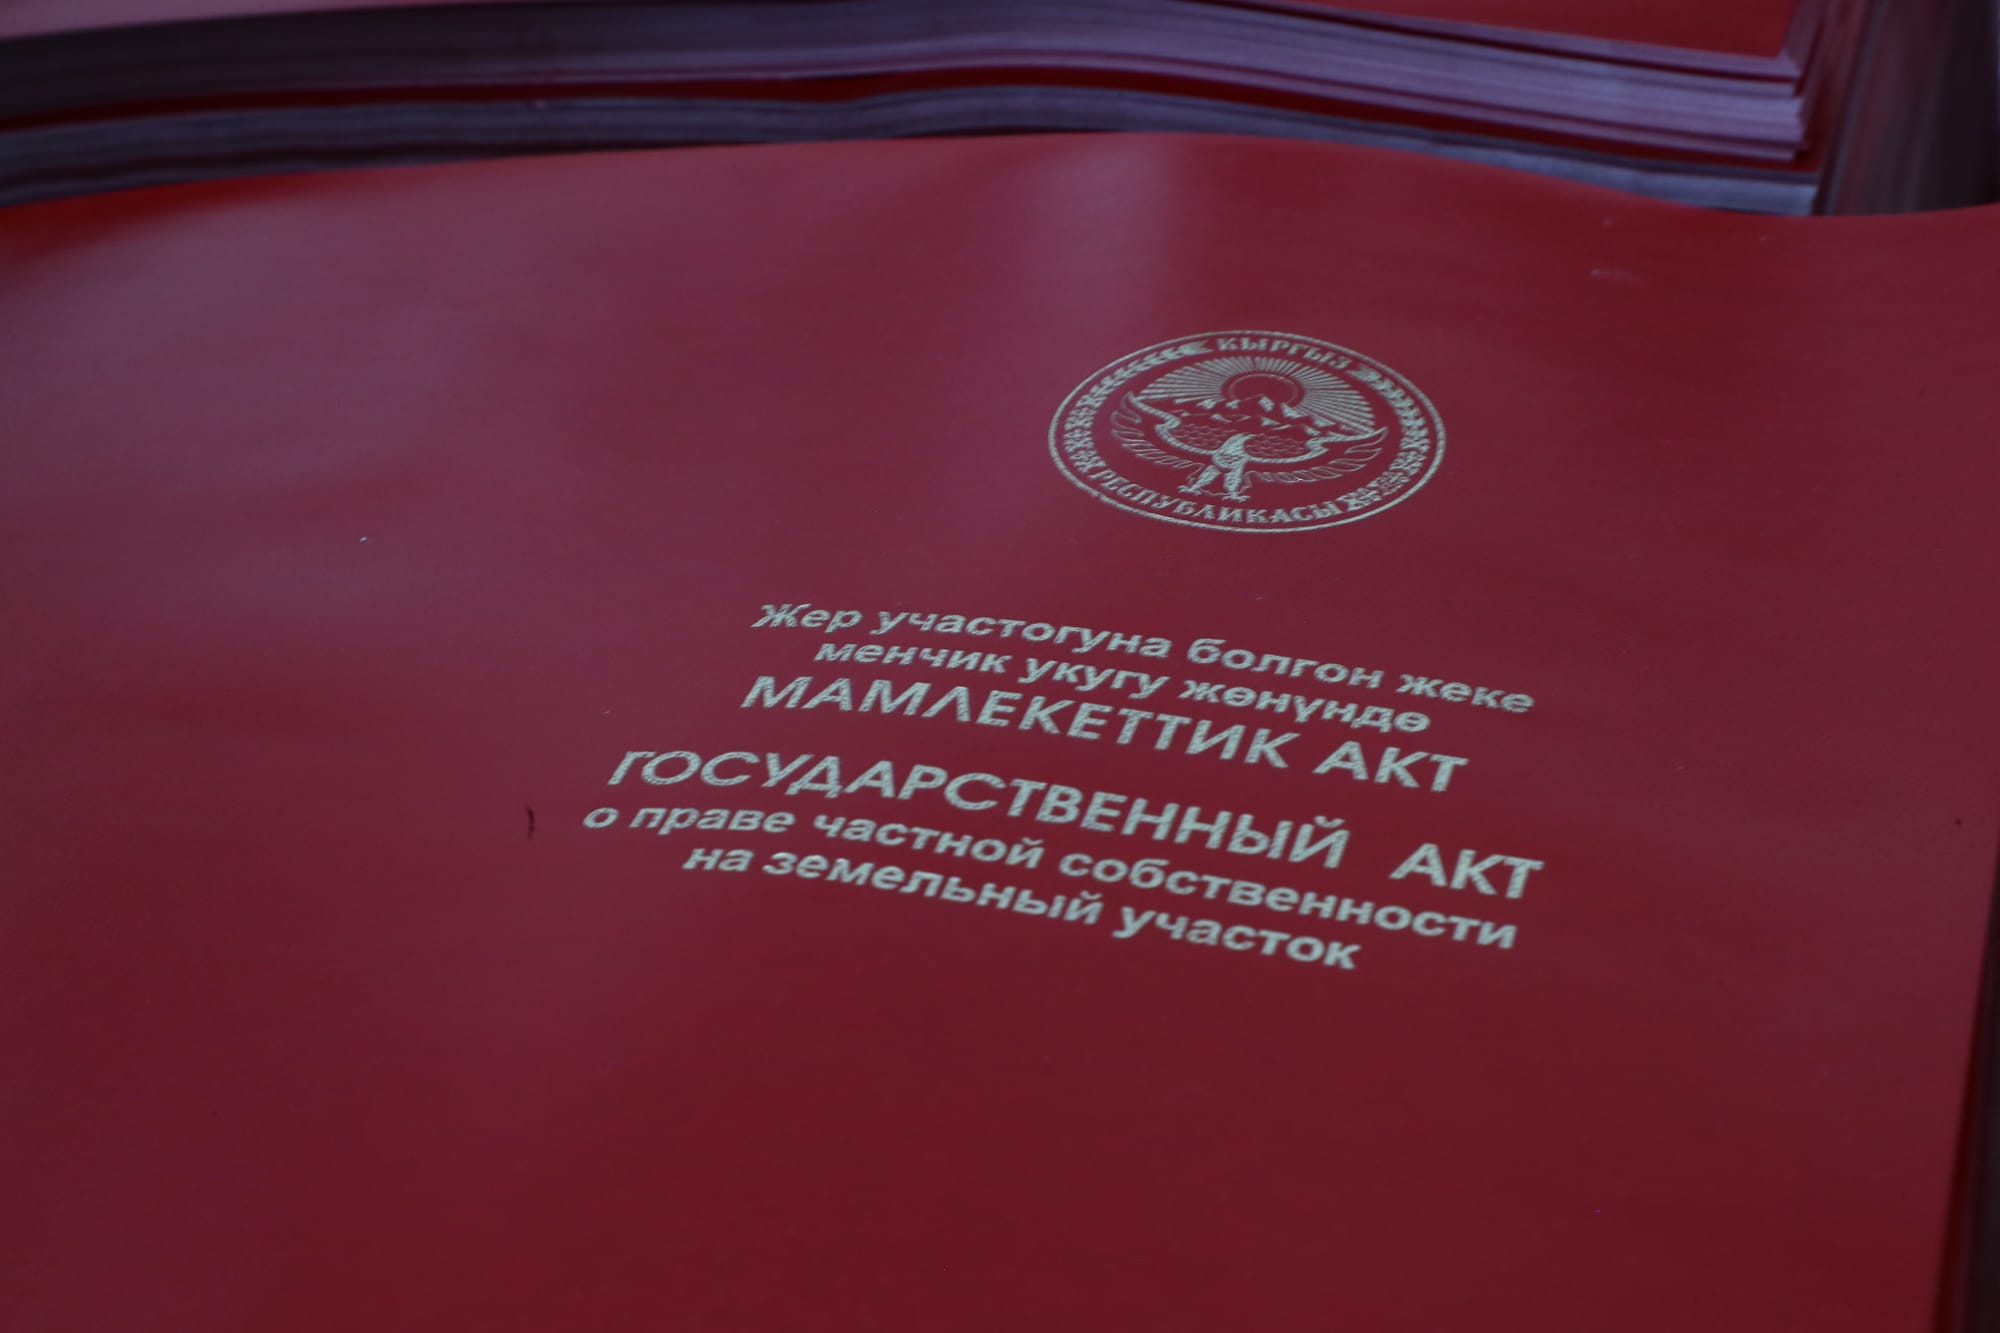 КЫРГЫЗ
РЕСПУБЛИКАСЫ
Жер участогуна болгон жеке
менчик укугу жөнүндө
МАМЛЕКЕТТИК АКТ
ГОСУДАРСТВЕННЫЙ АКТ
о праве частной собственности
на земельный участок